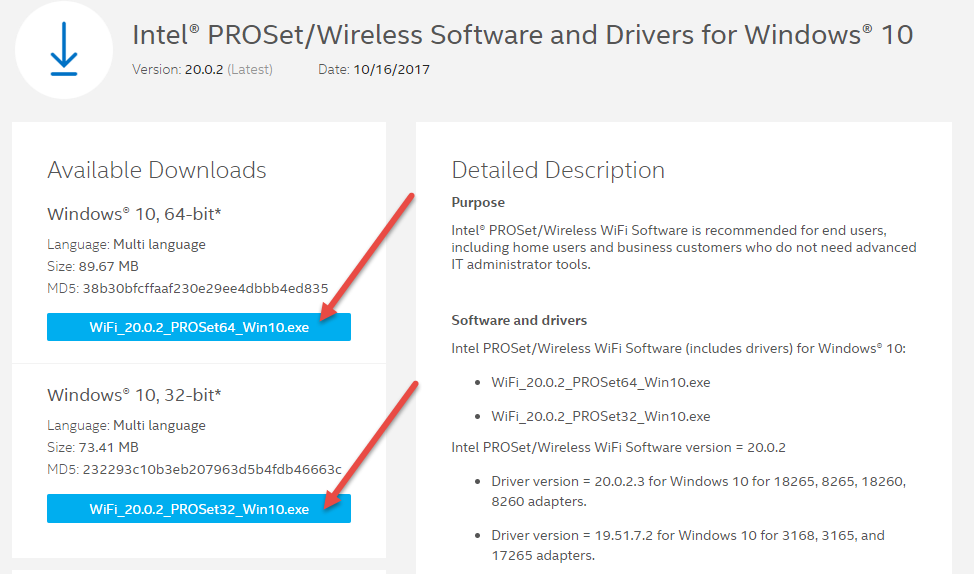 Intel® PROSet/Wireless Software and Drivers for Windows® 10
Version: 20.0.2 (Latest) Date: 10/16/2017
Available Downloads
Windows® 10, 64-bit*
Language: Multi language
Size: 89.67 MB
MD5: 38b30bfcffaaf230e29ee4dbbb4ed835
WiFi_20.0.2_PROSet64_Win10.exe
Windows® 10, 32-bit*
Language: Multi language
Size: 73.41 MB
MD5: 232293c10b3eb207963d5b4fdb46663c
WiFi_20.0.2_PROSet32_Win10.exe
Detailed Description
Purpose
Intel® PROSet/Wireless WiFi Software is recommended for end users,
including home users and business customers who do not need advanced
IT administrator tools.
Software and drivers
Intel PROSet/Wireless WiFi Software (includes drivers) for Windows® 10:
• WiFi_20.0.2_PROSet64_Win10.exe
• WiFi_20.0.2_PROSet32_Win10.exe
Intel PROSet/Wireless WiFi Software version = 20.0.2
• Driver version = 20.0.2.3 for Windows 10 for 18265, 8265, 18260,
8260 adapters.
• Driver version = 19.51.7.2 for Windows 10 for 3168, 3165, and
17265 adapters.